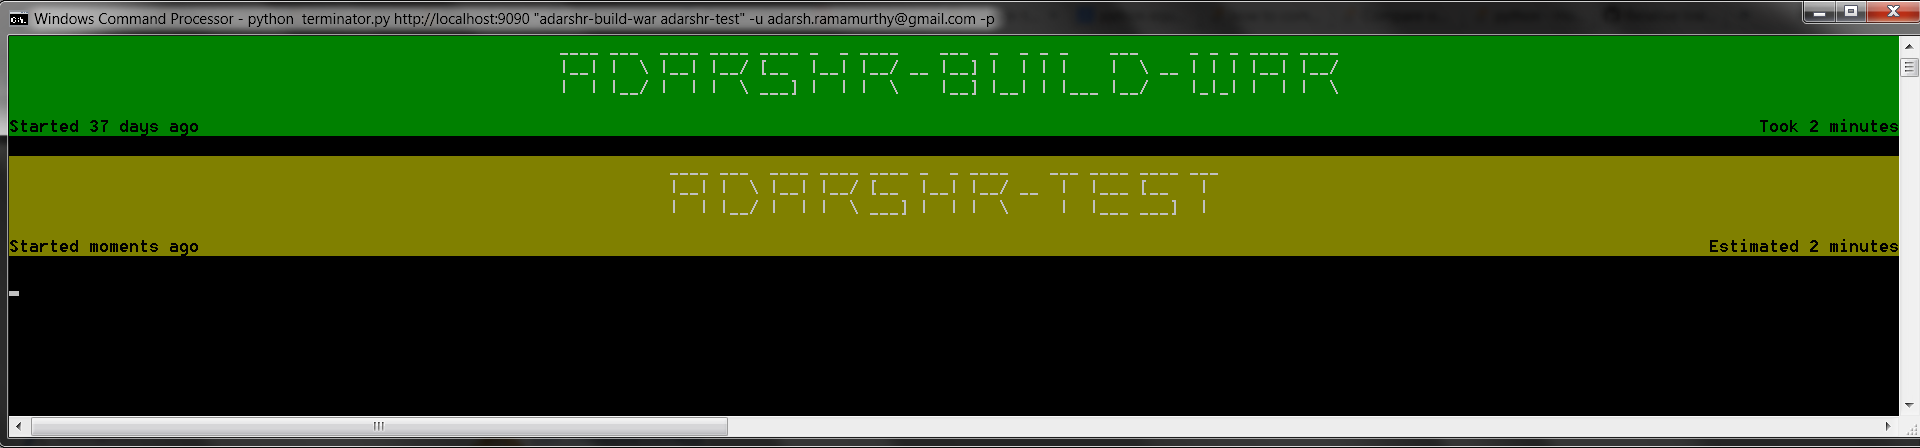 Windows Command Processor - python  terminator.py http://localhost:9090 "adarshr-build-war adarshr-test" -u adarsh.ramamurthy@gmail.com -p
ADARSHR-BUILD-WAR
Started 37 days ago Took 2 minutes
ADARSHR-TEST
Started moments ago Estimated 2 minutes